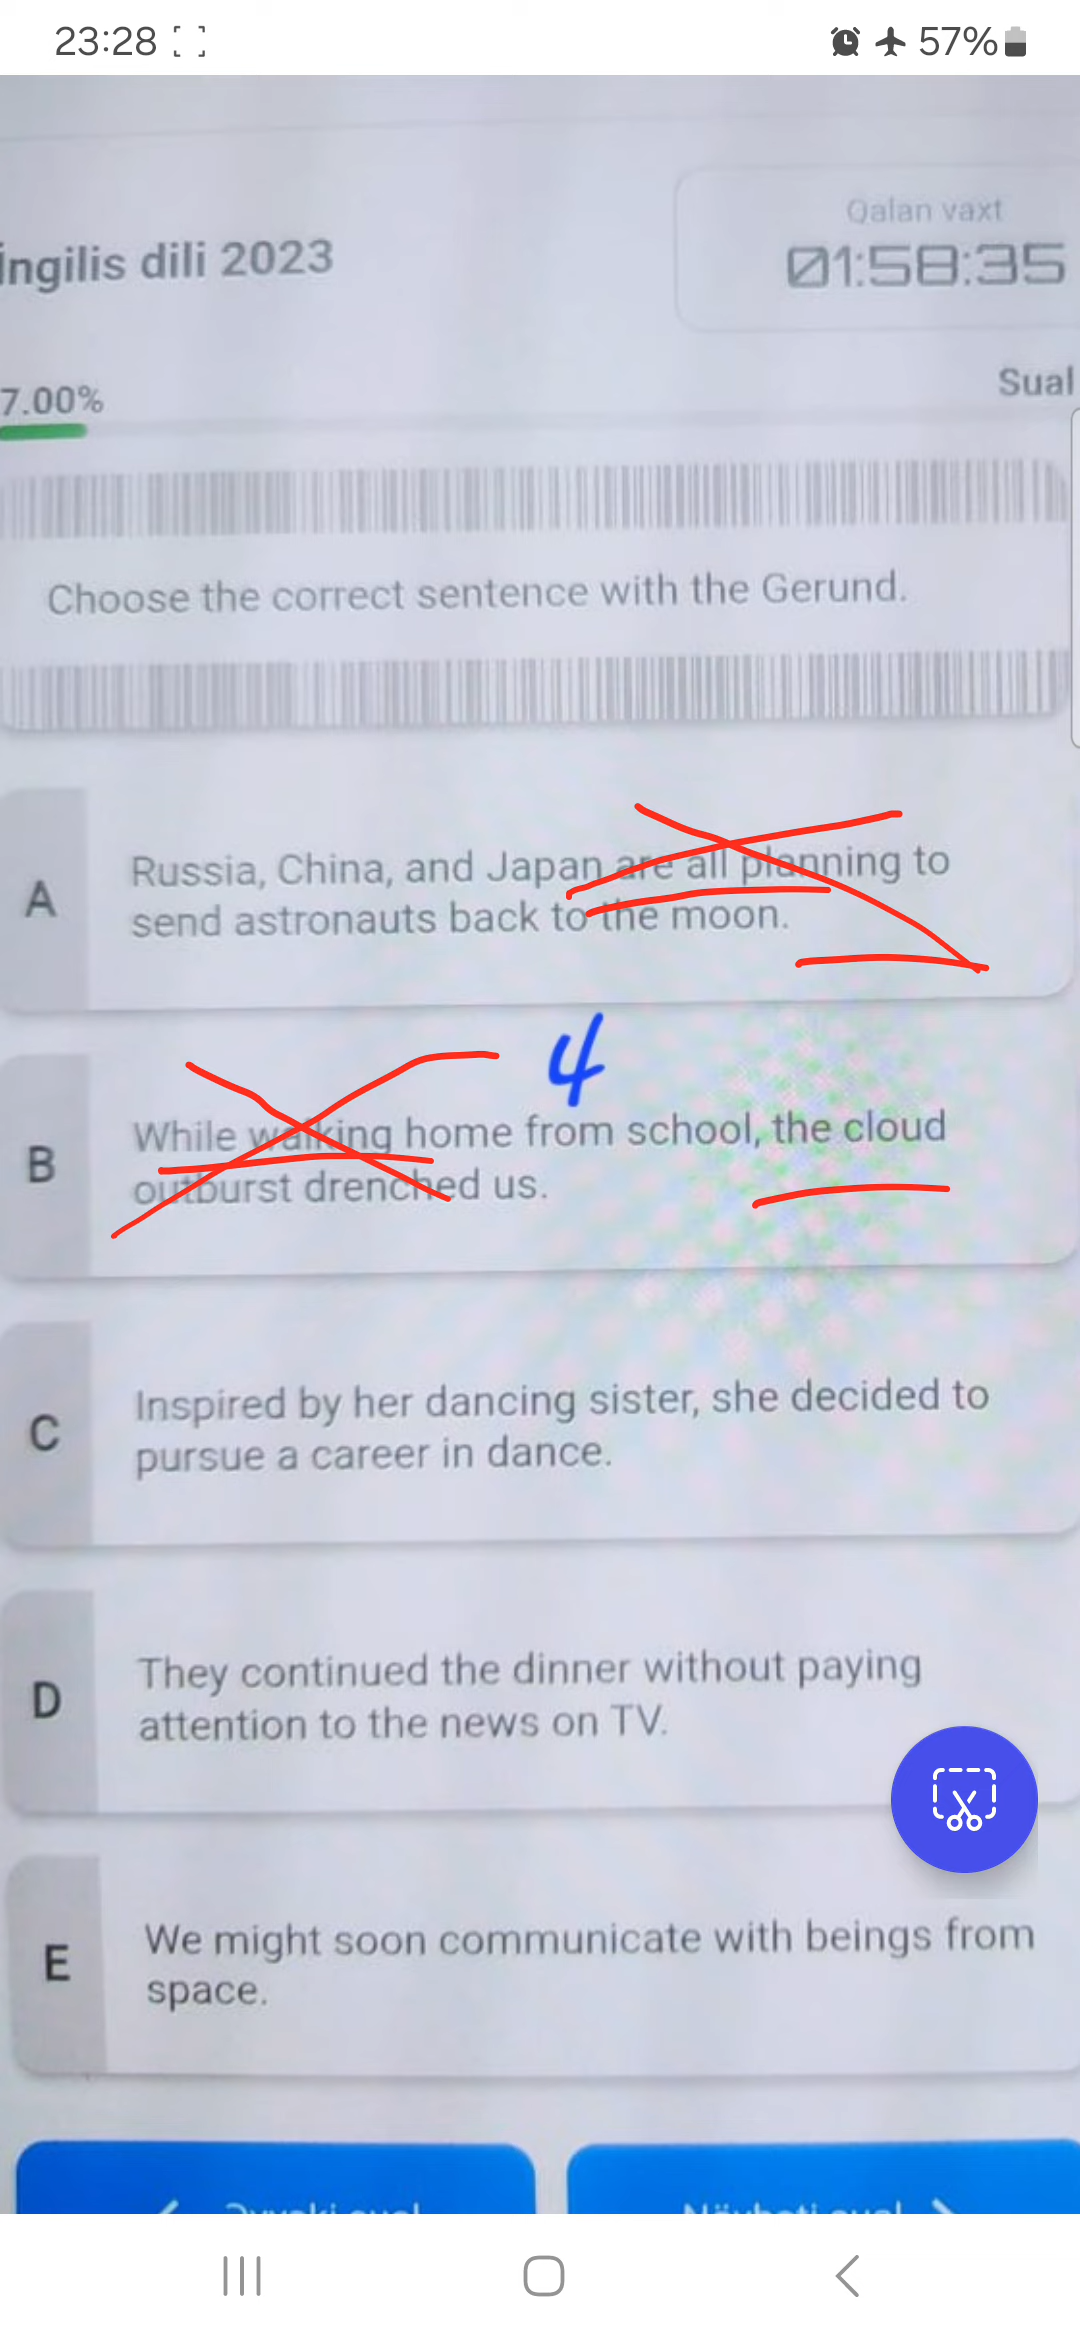 23:28
57%
İngilis dili 2023
Qalan vaxt
01:58:35
7.00%
Sual
Choose the correct sentence with the Gerund.
A
Russia, China, and Japan are all planning to
send astronauts back to the moon.
4
B
While walking home from school, the cloud
outburst drenched us.
C
Inspired by her dancing sister, she decided to
pursue a career in dance.
D
They continued the dinner without paying
attention to the news on TV.
E
We might soon communicate with beings from
space.